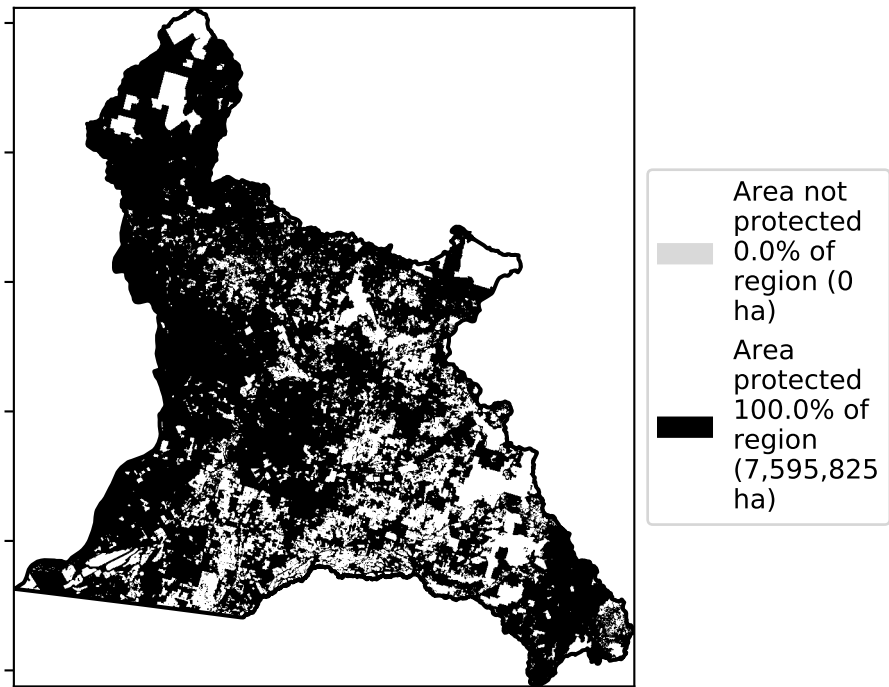 Area not
protected
0.0% of
region (0
ha)
Area
protected
100.0% of
region
(7,595,825
ha)